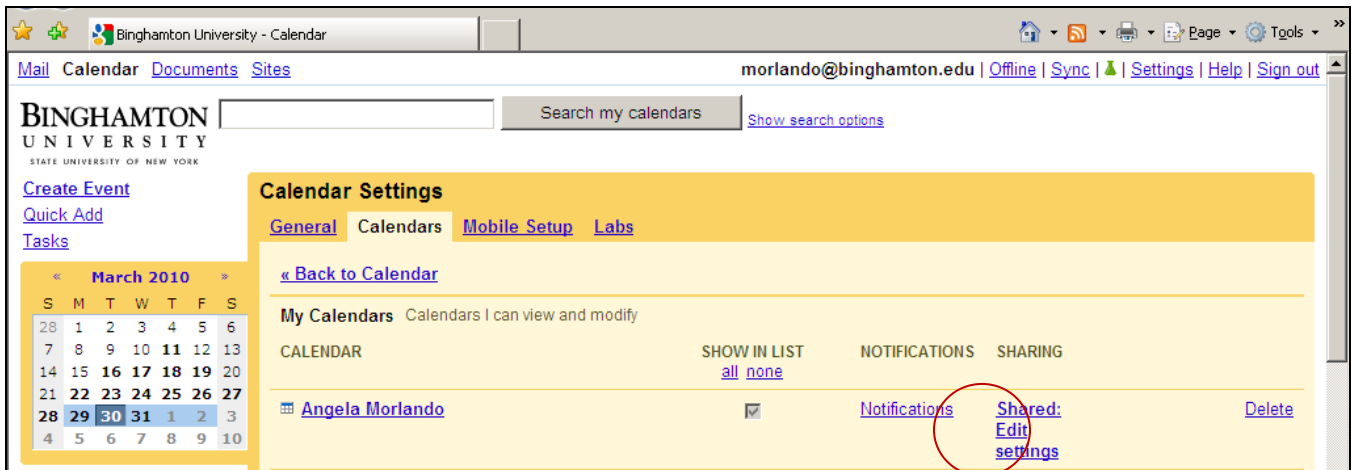 Binghamton University - Calendar
Page Tools »
Mail Calendar Documents Sites
morlando@binghamton.edu | Offline | Sync | | Settings | Help | Sign out
BINGHAMTON
UNIVERSITY
STATE UNIVERSITY OF NEW YORK
Search my calendars
Show search options
Create Event
Quick Add
Tasks
« March 2010 »
S M T W T F S
28 1 2 3 4 5 6
7 8 9 10 11 12 13
14 15 16 17 18 19 20
21 22 23 24 25 26 27
28 29 30 31 1 2 3
4 5 6 7 8 9 10
Calendar Settings
General Calendars Mobile Setup Labs
« Back to Calendar
My Calendars Calendars I can view and modify
CALENDAR SHOW IN LIST NOTIFICATIONS SHARING
all none
Angela Morlando Notifications Shared: Delete
Edit
settings